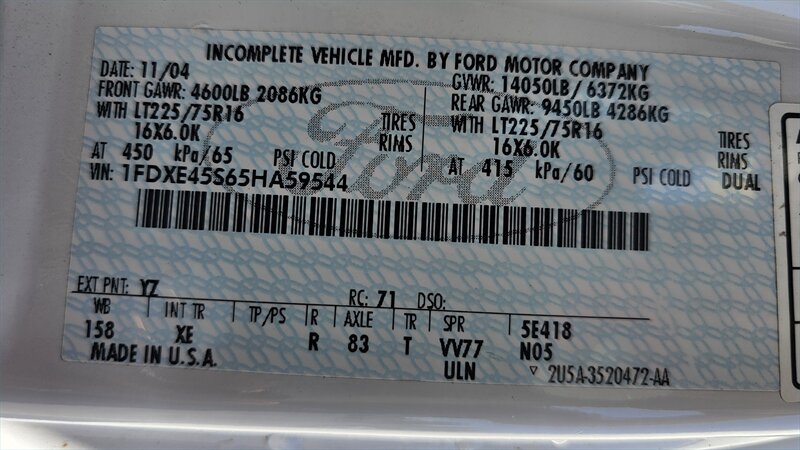 INCOMPLETE VEHICLE MFD. BY FORD MOTOR COMPANY
DATE: 11/04 GVWR: 14050LB/ 6372KG
FRONT GAWR: 4600LB 2086KG REAR GAWR: 9450LB 4286KG
WITH LT225/75R16 TIRES WITH LT225/75R16 TIRES
16X6.0K RIMS 16X6.0K RIMS
AT 450 kPa/65 PSI COLD AT 415 kPa/60 PSI COLD DUAL
VIN: 1FDXE45S65HA59544
Ford
EXT PNT: YZ RC: 71 DSO:
WB INT TR TP/PS R AXLE TR SPR 5E418
158 XE R 83 T VV77 N05
MADE IN U.S.A. ULN ▽ 2U5A-3520472-AA